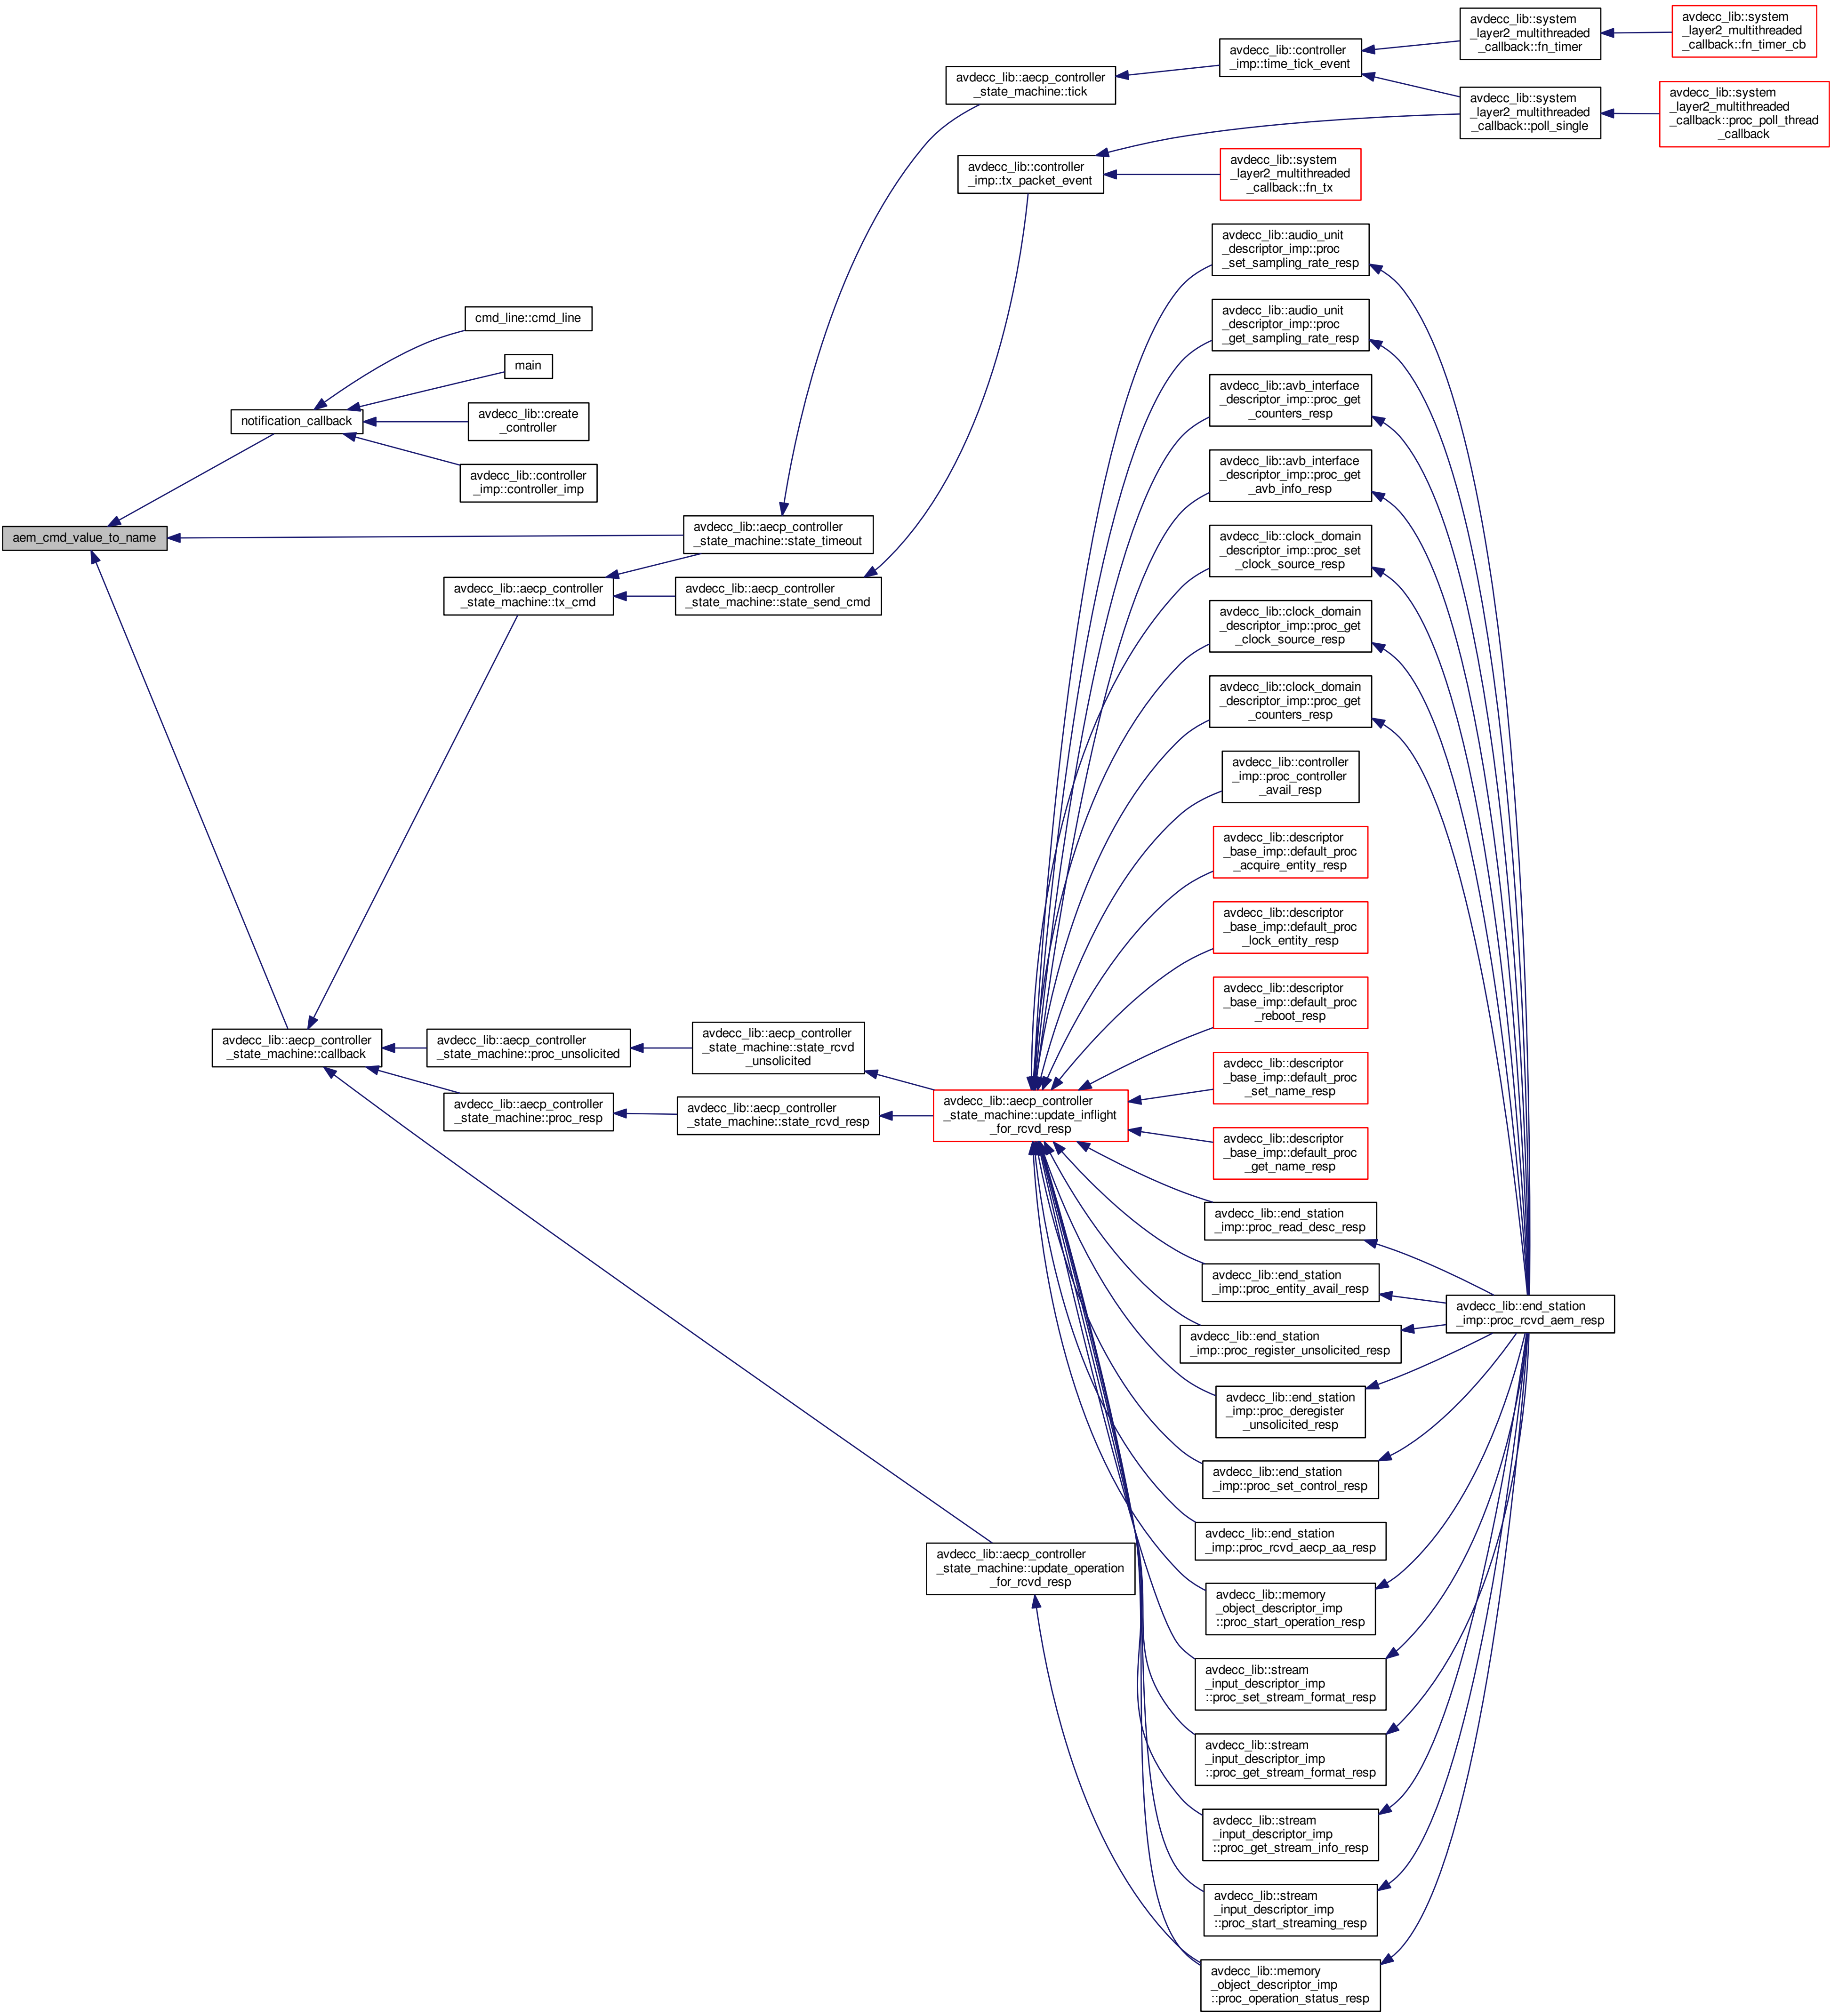 avdecc_lib::system
_layer2_multithreaded
_callback::fn_timer
avdecc_lib::system
_layer2_multithreaded
_callback::fn_timer_cb
avdecc_lib::controller
_imp::time_tick_event
avdecc_lib::aecp_controller
_state_machine::tick
avdecc_lib::system
_layer2_multithreaded
_callback::poll_single
avdecc_lib::system
_layer2_multithreaded
_callback::proc_poll_thread
_callback
avdecc_lib::controller
_imp::tx_packet_event
avdecc_lib::system
_layer2_multithreaded
_callback::fn_tx
avdecc_lib::audio_unit
_descriptor_imp::proc
_set_sampling_rate_resp
avdecc_lib::audio_unit
_descriptor_imp::proc
_get_sampling_rate_resp
cmd_line::cmd_line
main
notification_callback
avdecc_lib::create
_controller
avdecc_lib::controller
_imp::controller_imp
avdecc_lib::avb_interface
_descriptor_imp::proc_get
_counters_resp
avdecc_lib::avb_interface
_descriptor_imp::proc_get
_avb_info_resp
aem_cmd_value_to_name
avdecc_lib::aecp_controller
_state_machine::state_timeout
avdecc_lib::aecp_controller
_state_machine::tx_cmd
avdecc_lib::aecp_controller
_state_machine::state_send_cmd
avdecc_lib::clock_domain
_descriptor_imp::proc_set
_clock_source_resp
avdecc_lib::clock_domain
_descriptor_imp::proc_get
_clock_source_resp
avdecc_lib::clock_domain
_descriptor_imp::proc_get
_counters_resp
avdecc_lib::controller
_imp::proc_controller
_avail_resp
avdecc_lib::descriptor
_base_imp::default_proc
_acquire_entity_resp
avdecc_lib::descriptor
_base_imp::default_proc
_lock_entity_resp
avdecc_lib::descriptor
_base_imp::default_proc
_reboot_resp
avdecc_lib::aecp_controller
_state_machine::callback
avdecc_lib::aecp_controller
_state_machine::proc_unsolicited
avdecc_lib::aecp_controller
_state_machine::state_rcvd
_unsolicited
avdecc_lib::aecp_controller
_state_machine::proc_resp
avdecc_lib::aecp_controller
_state_machine::state_rcvd_resp
avdecc_lib::aecp_controller
_state_machine::update_inflight
_for_rcvd_resp
avdecc_lib::descriptor
_base_imp::default_proc
_set_name_resp
avdecc_lib::descriptor
_base_imp::default_proc
_get_name_resp
avdecc_lib::end_station
_imp::proc_read_desc_resp
avdecc_lib::end_station
_imp::proc_entity_avail_resp
avdecc_lib::end_station
_imp::proc_rcvd_aem_resp
avdecc_lib::end_station
_imp::proc_register_unsolicited_resp
avdecc_lib::end_station
_imp::proc_deregister
_unsolicited_resp
avdecc_lib::end_station
_imp::proc_set_control_resp
avdecc_lib::end_station
_imp::proc_rcvd_aecp_aa_resp
avdecc_lib::aecp_controller
_state_machine::update_operation
_for_rcvd_resp
avdecc_lib::memory
_object_descriptor_imp
::proc_start_operation_resp
avdecc_lib::stream
_input_descriptor_imp
::proc_set_stream_format_resp
avdecc_lib::stream
_input_descriptor_imp
::proc_get_stream_format_resp
avdecc_lib::stream
_input_descriptor_imp
::proc_get_stream_info_resp
avdecc_lib::stream
_input_descriptor_imp
::proc_start_streaming_resp
avdecc_lib::memory
_object_descriptor_imp
::proc_operation_status_resp